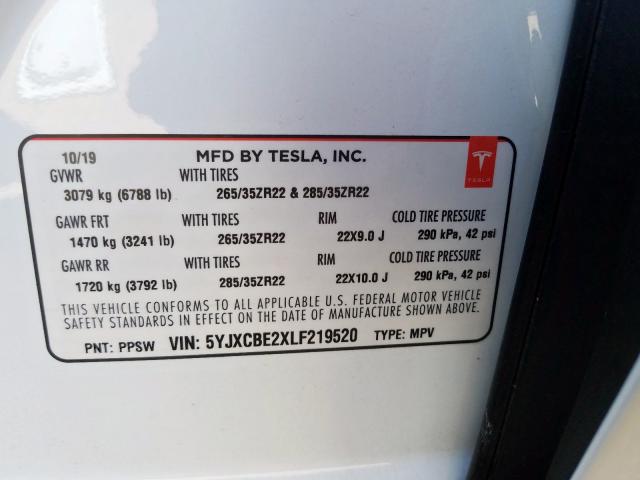 10/19 MFD BY TESLA, INC.
GVWR WITH TIRES
3079 kg (6788 lb) 265/35ZR22 & 285/35ZR22
GAWR FRT WITH TIRES RIM COLD TIRE PRESSURE
1470 kg (3241 lb) 265/35ZR22 22X9.0 J 290 kPa, 42 psi
GAWR RR WITH TIRES RIM COLD TIRE PRESSURE
1720 kg (3792 lb) 285/35ZR22 22X10.0 J 290 kPa, 42 psi
THIS VEHICLE CONFORMS TO ALL APPLICABLE U.S. FEDERAL MOTOR VEHICLE
SAFETY STANDARDS IN EFFECT ON THE DATE OF MANUFACTURE SHOWN ABOVE.
PNT: PPSW VIN: 5YJXCBE2XLF219520 TYPE: MPV
TESLA